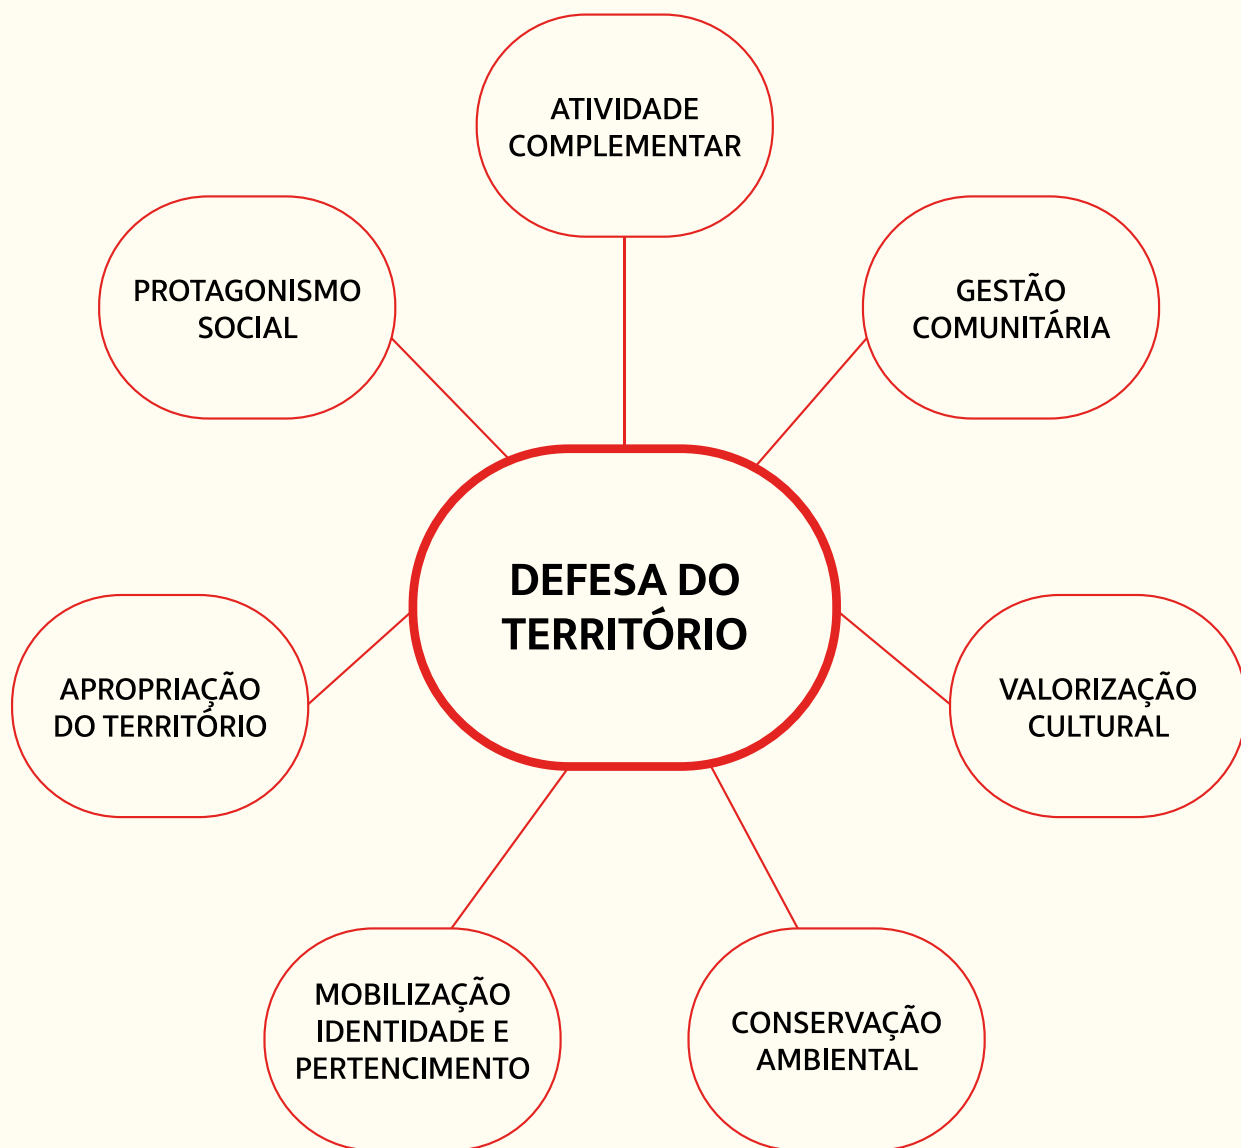 ATIVIDADE
COMPLEMENTAR
PROTAGONISMO
SOCIAL
GESTÃO
COMUNITÁRIA
DEFESA DO
TERRITÓRIO
APROPRIAÇÃO
DO TERRITÓRIO
VALORIZAÇÃO
CULTURAL
MOBILIZAÇÃO
IDENTIDADE E
PERTENCIMENTO
CONSERVAÇÃO
AMBIENTAL